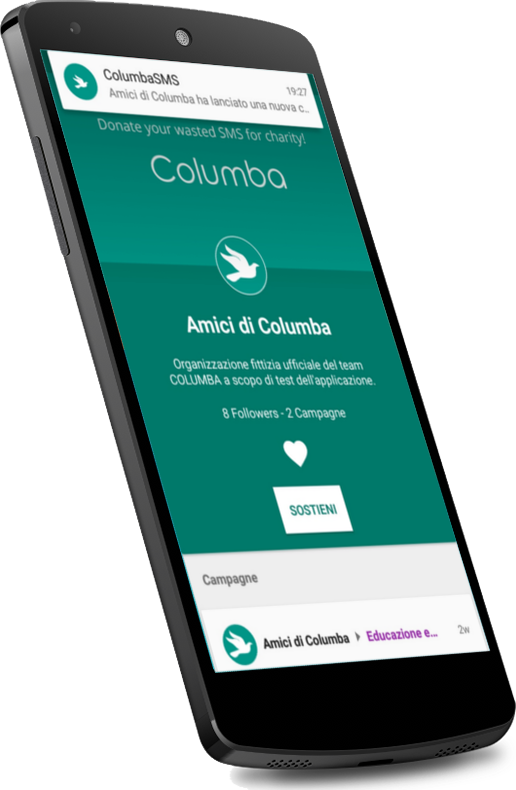 ColumbaSMS
19:27
Amici di Columba ha lanciato una nuova c..
Donate your wasted SMS for charity!
Columba
Amici di Columba
Organizzazione fittizia ufficiale del team
COLUMBA a scopo di test dell'applicazione.
8 Followers - 2 Campagne
SOSTIENI
Campagne
Amici di Columba Educazione e... 2w